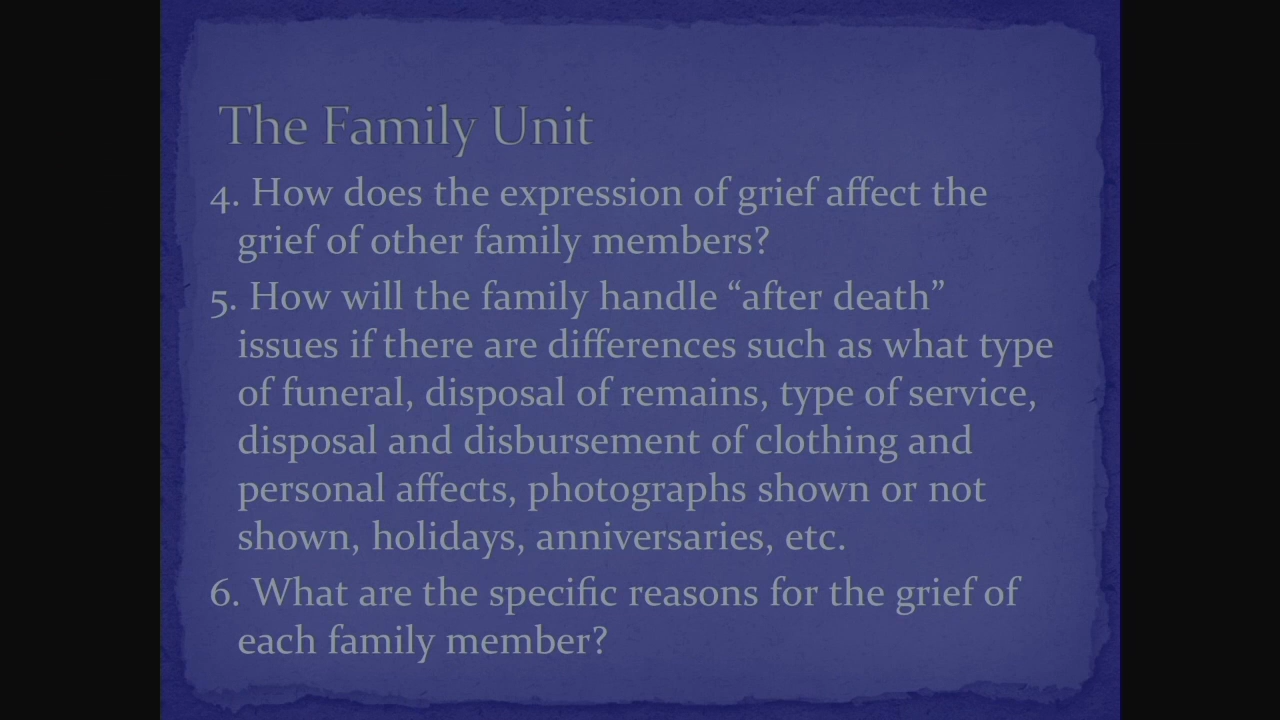 The Family Unit
4. How does the expression of grief affect the
grief of other family members?
5. How will the family handle “after death”
issues if there are differences such as what type
of funeral, disposal of remains, type of service,
disposal and disbursement of clothing and
personal affects, photographs shown or not
shown, holidays, anniversaries, etc.
6. What are the specific reasons for the grief of
each family member?